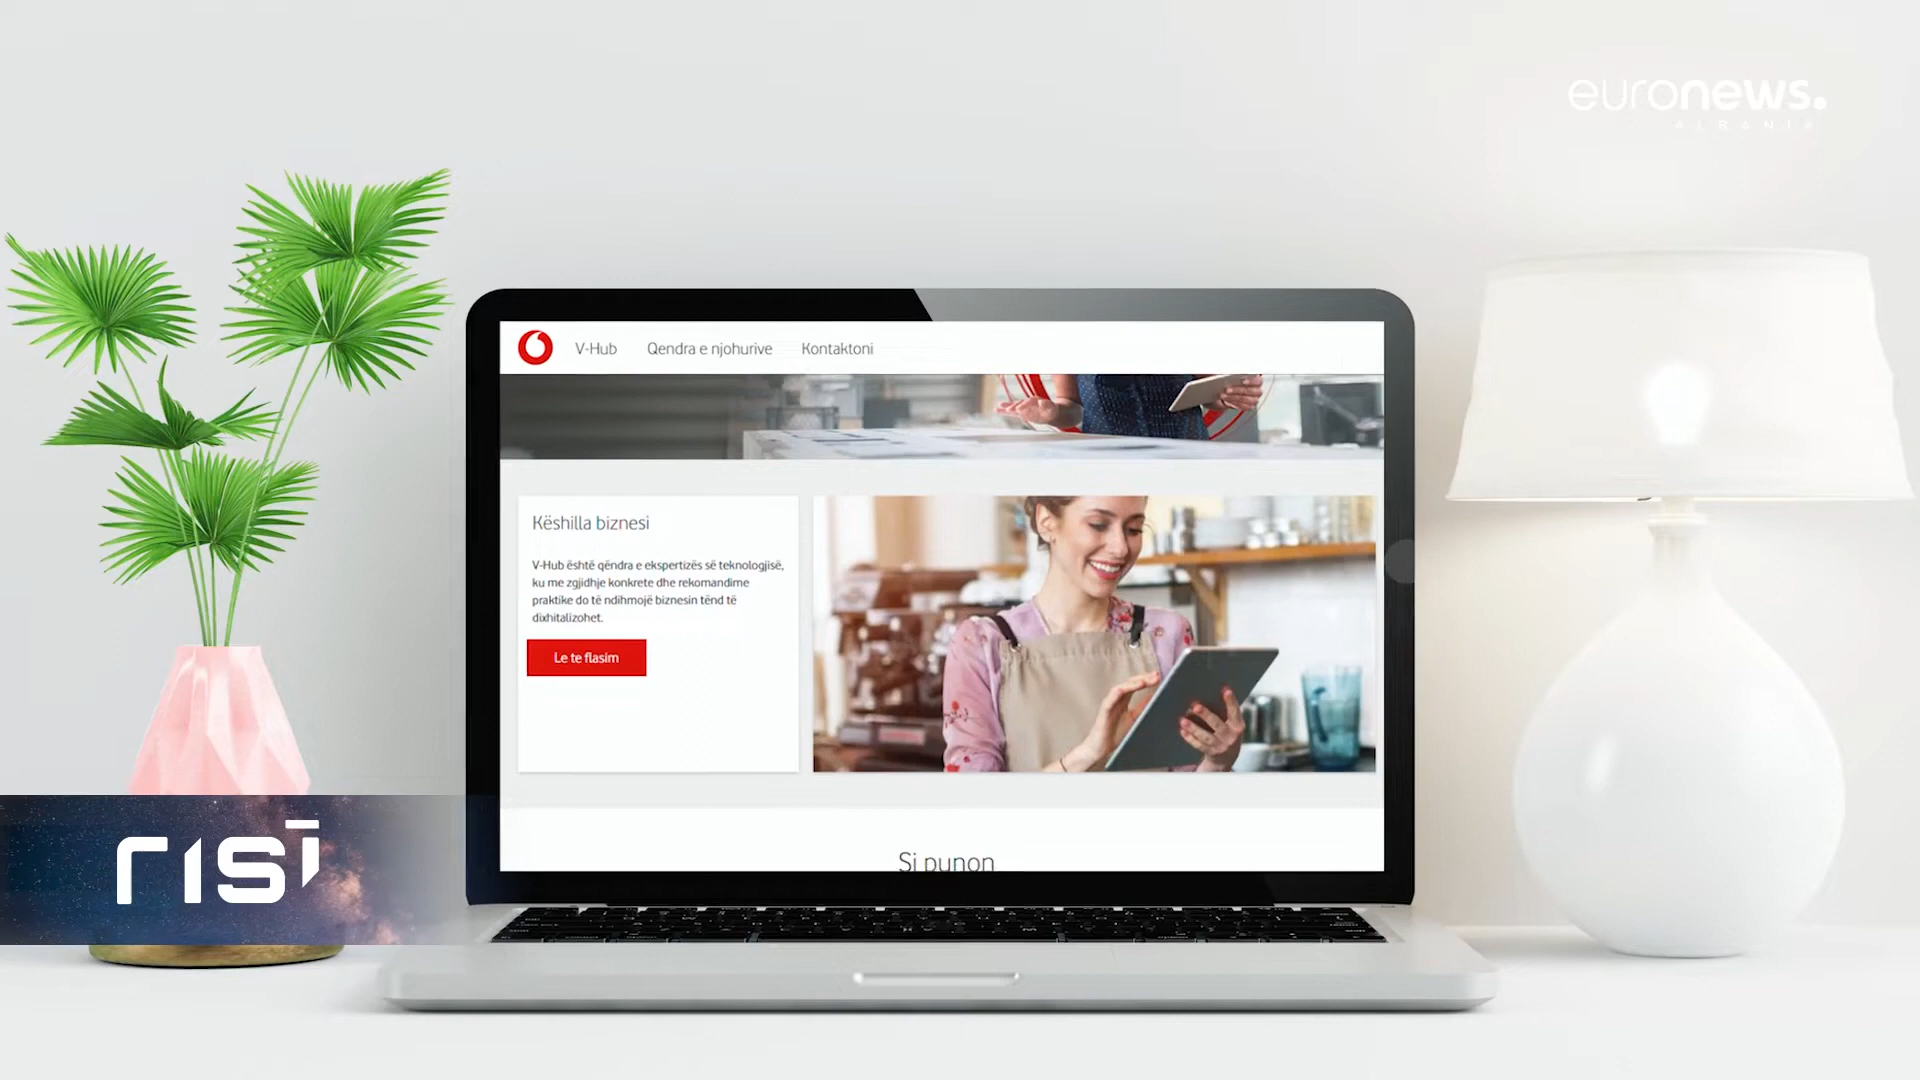 euronews.
ALBANIA
V-Hub Qendra e njohurive Kontaktoni
Këshilla biznesi
V-Hub është qëndra e ekspertizës së teknologjisë,
ku me zgjidhje konkrete dhe rekomandime
praktike do të ndihmojë biznesin tënd të
dixhitalizohet.
Le te flasim
Si punon
risi